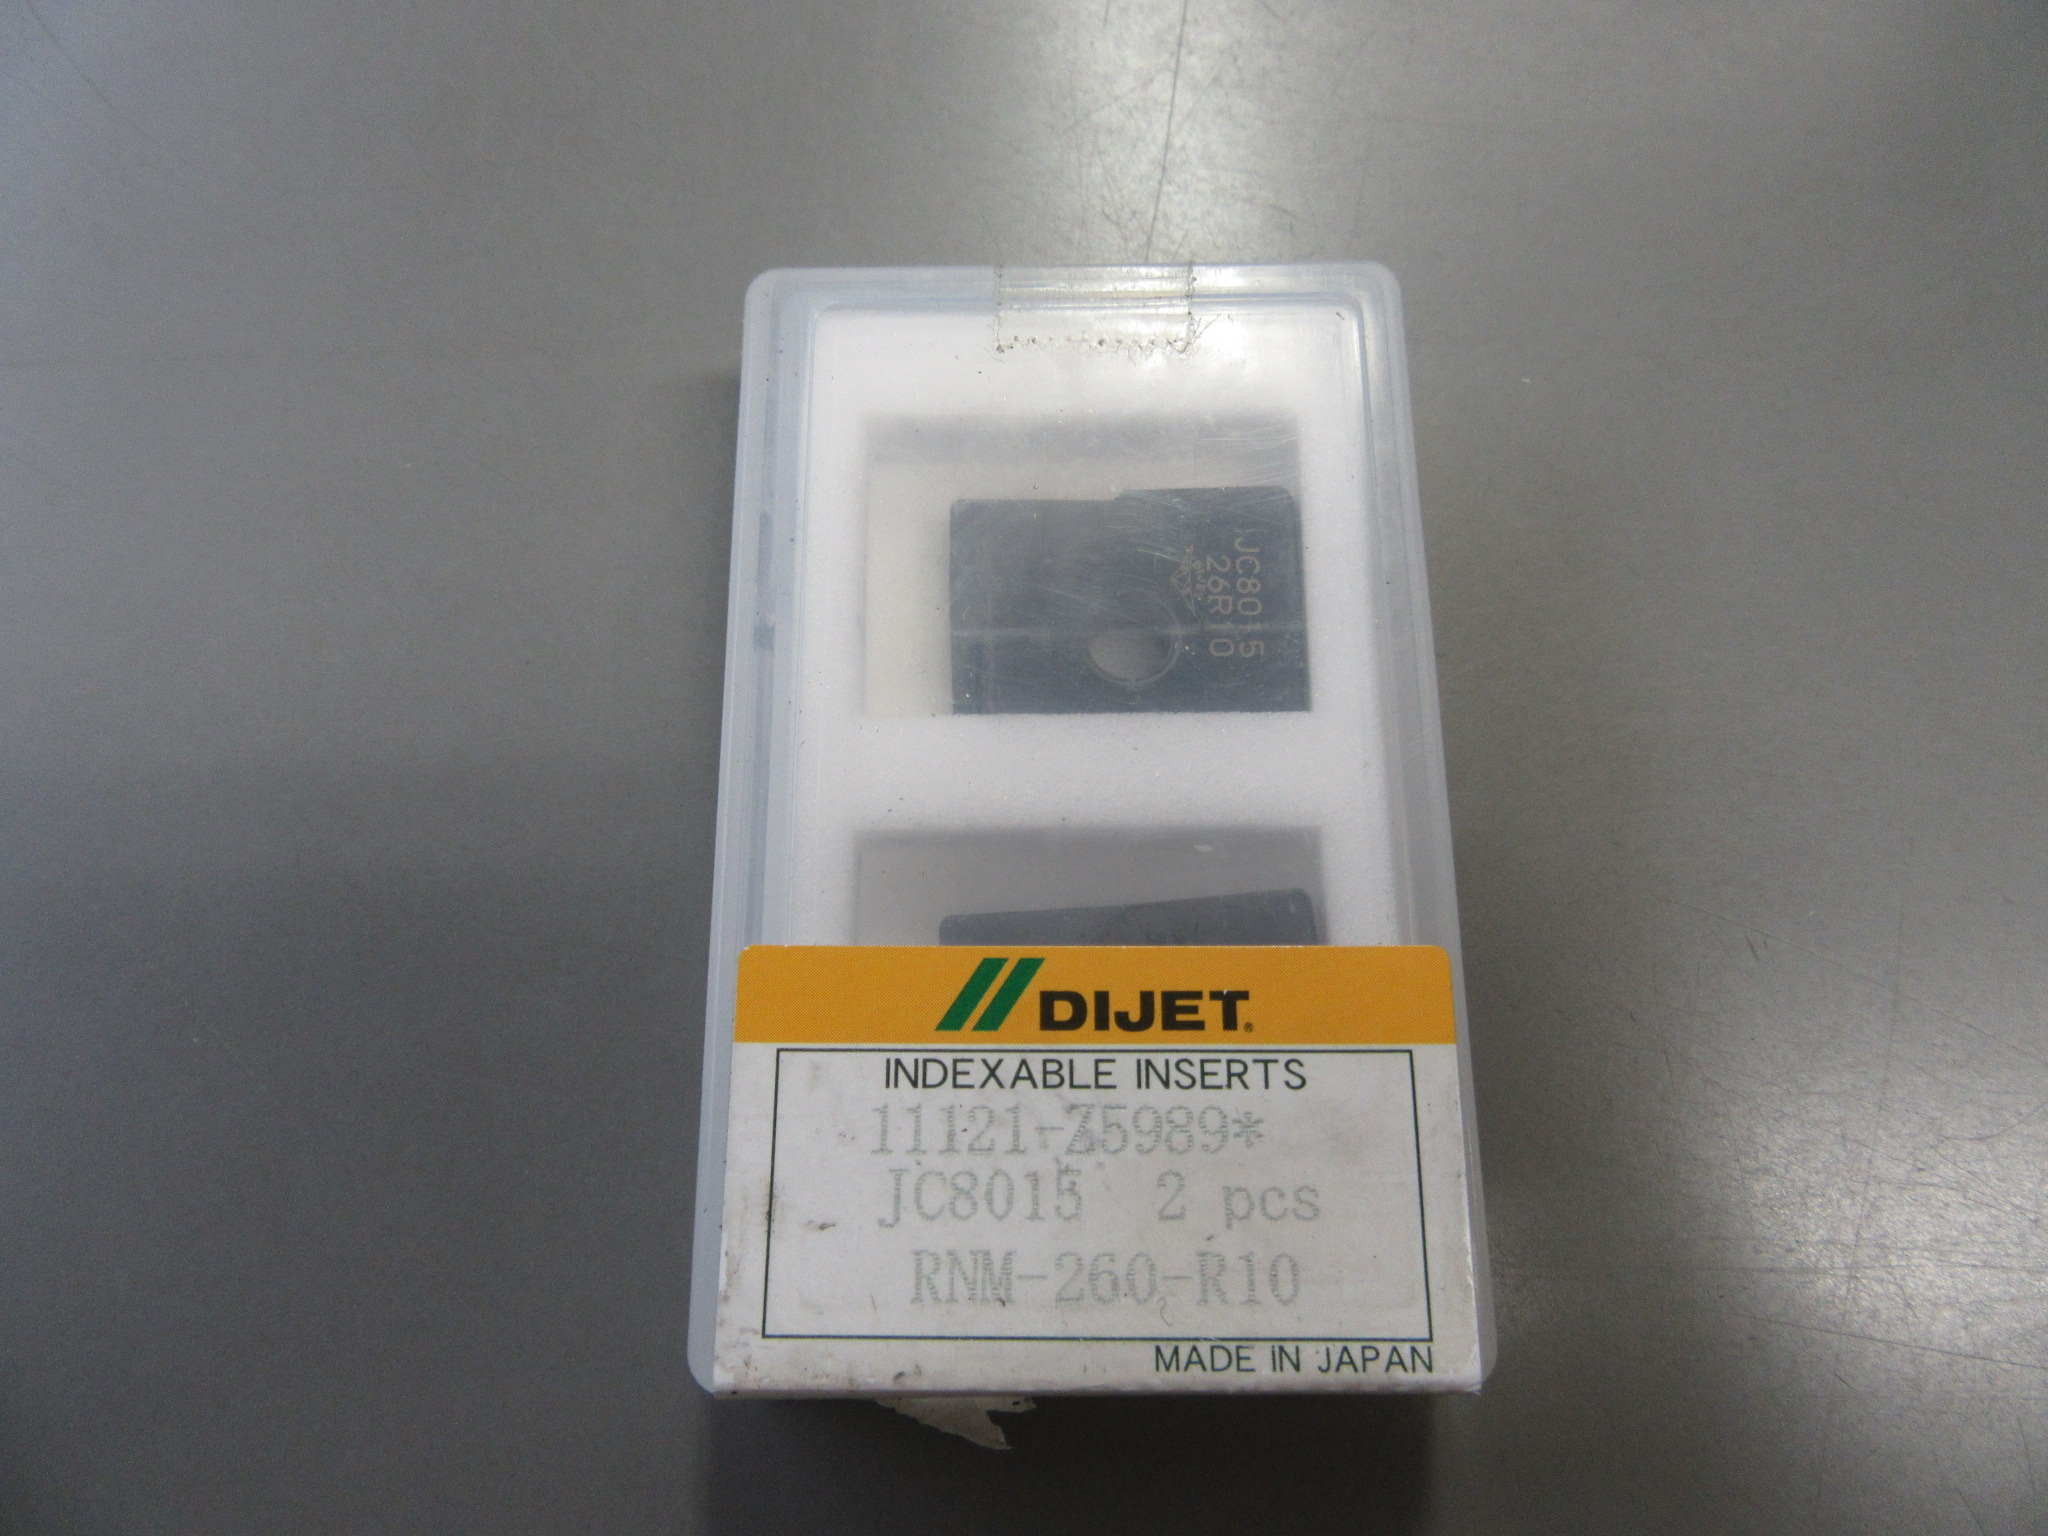 JC8015
26R10
DIJET®
INDEXABLE INSERTS
11121-Z5989*
JC8015 2 pcs
RNM-260-R10
MADE IN JAPAN